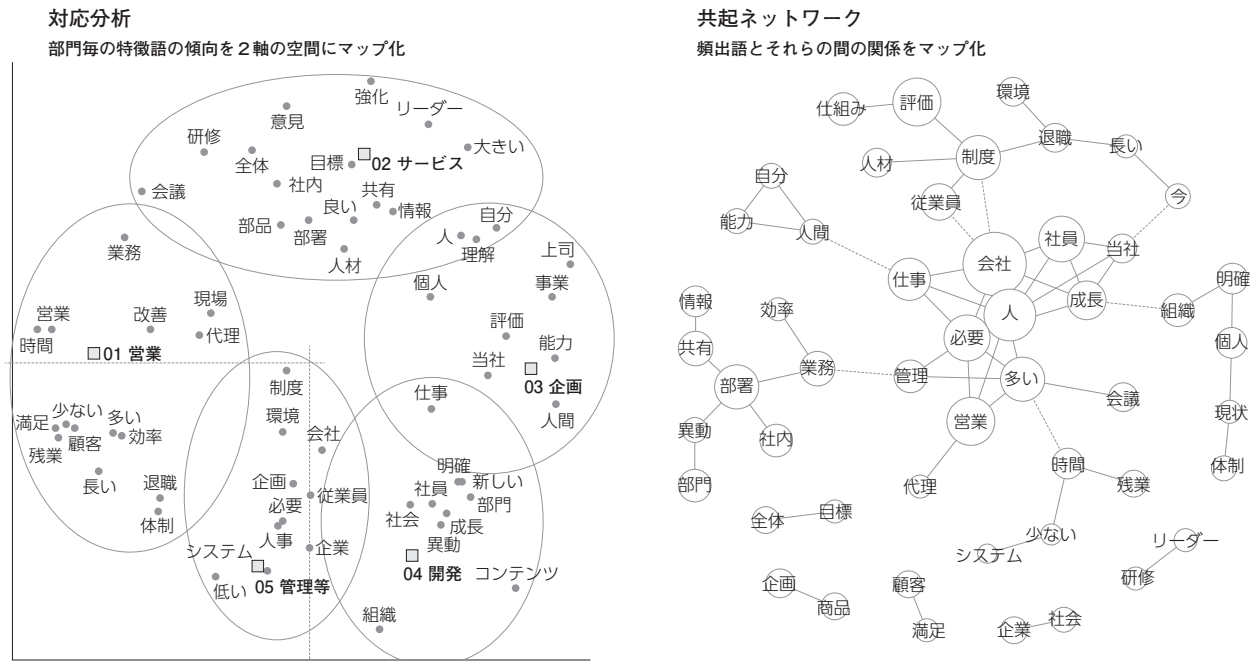 対応分析
部門毎の特徴語の傾向を２軸の空間にマップ化
強化
リーダー
意見
研修
大きい
全体
目標
02 サービス
社内
会議
共有
良い
情報
部品
部署
自分
人
理解
人材
業務
上司
個人
事業
現場
営業
改善
評価
時間
代理
01 営業
能力
当社
03 企画
制度
仕事
人間
環境
少ない
多い
満足
顧客
効率
会社
残業
明確
長い
退職
企画
社員
新しい
従業員
部門
必要
社会
成長
体制
人事
異動
システム
企業
04 開発
コンテンツ
低い
05 管理等
組織
共起ネットワーク
頻出語とそれらの間の関係をマップ化
仕組み
評価
環境
退職
長い
人材
制度
自分
従業員
今
能力
人間
社員
当社
会社
仕事
明確
情報
効率
人
成長
組織
共有
必要
個人
業務
管理
部署
多い
会議
営業
現状
異動
社内
時間
体制
部門
代理
残業
全体
目標
少ない
システム
リーダー
企画
顧客
研修
商品
満足
企業
社会